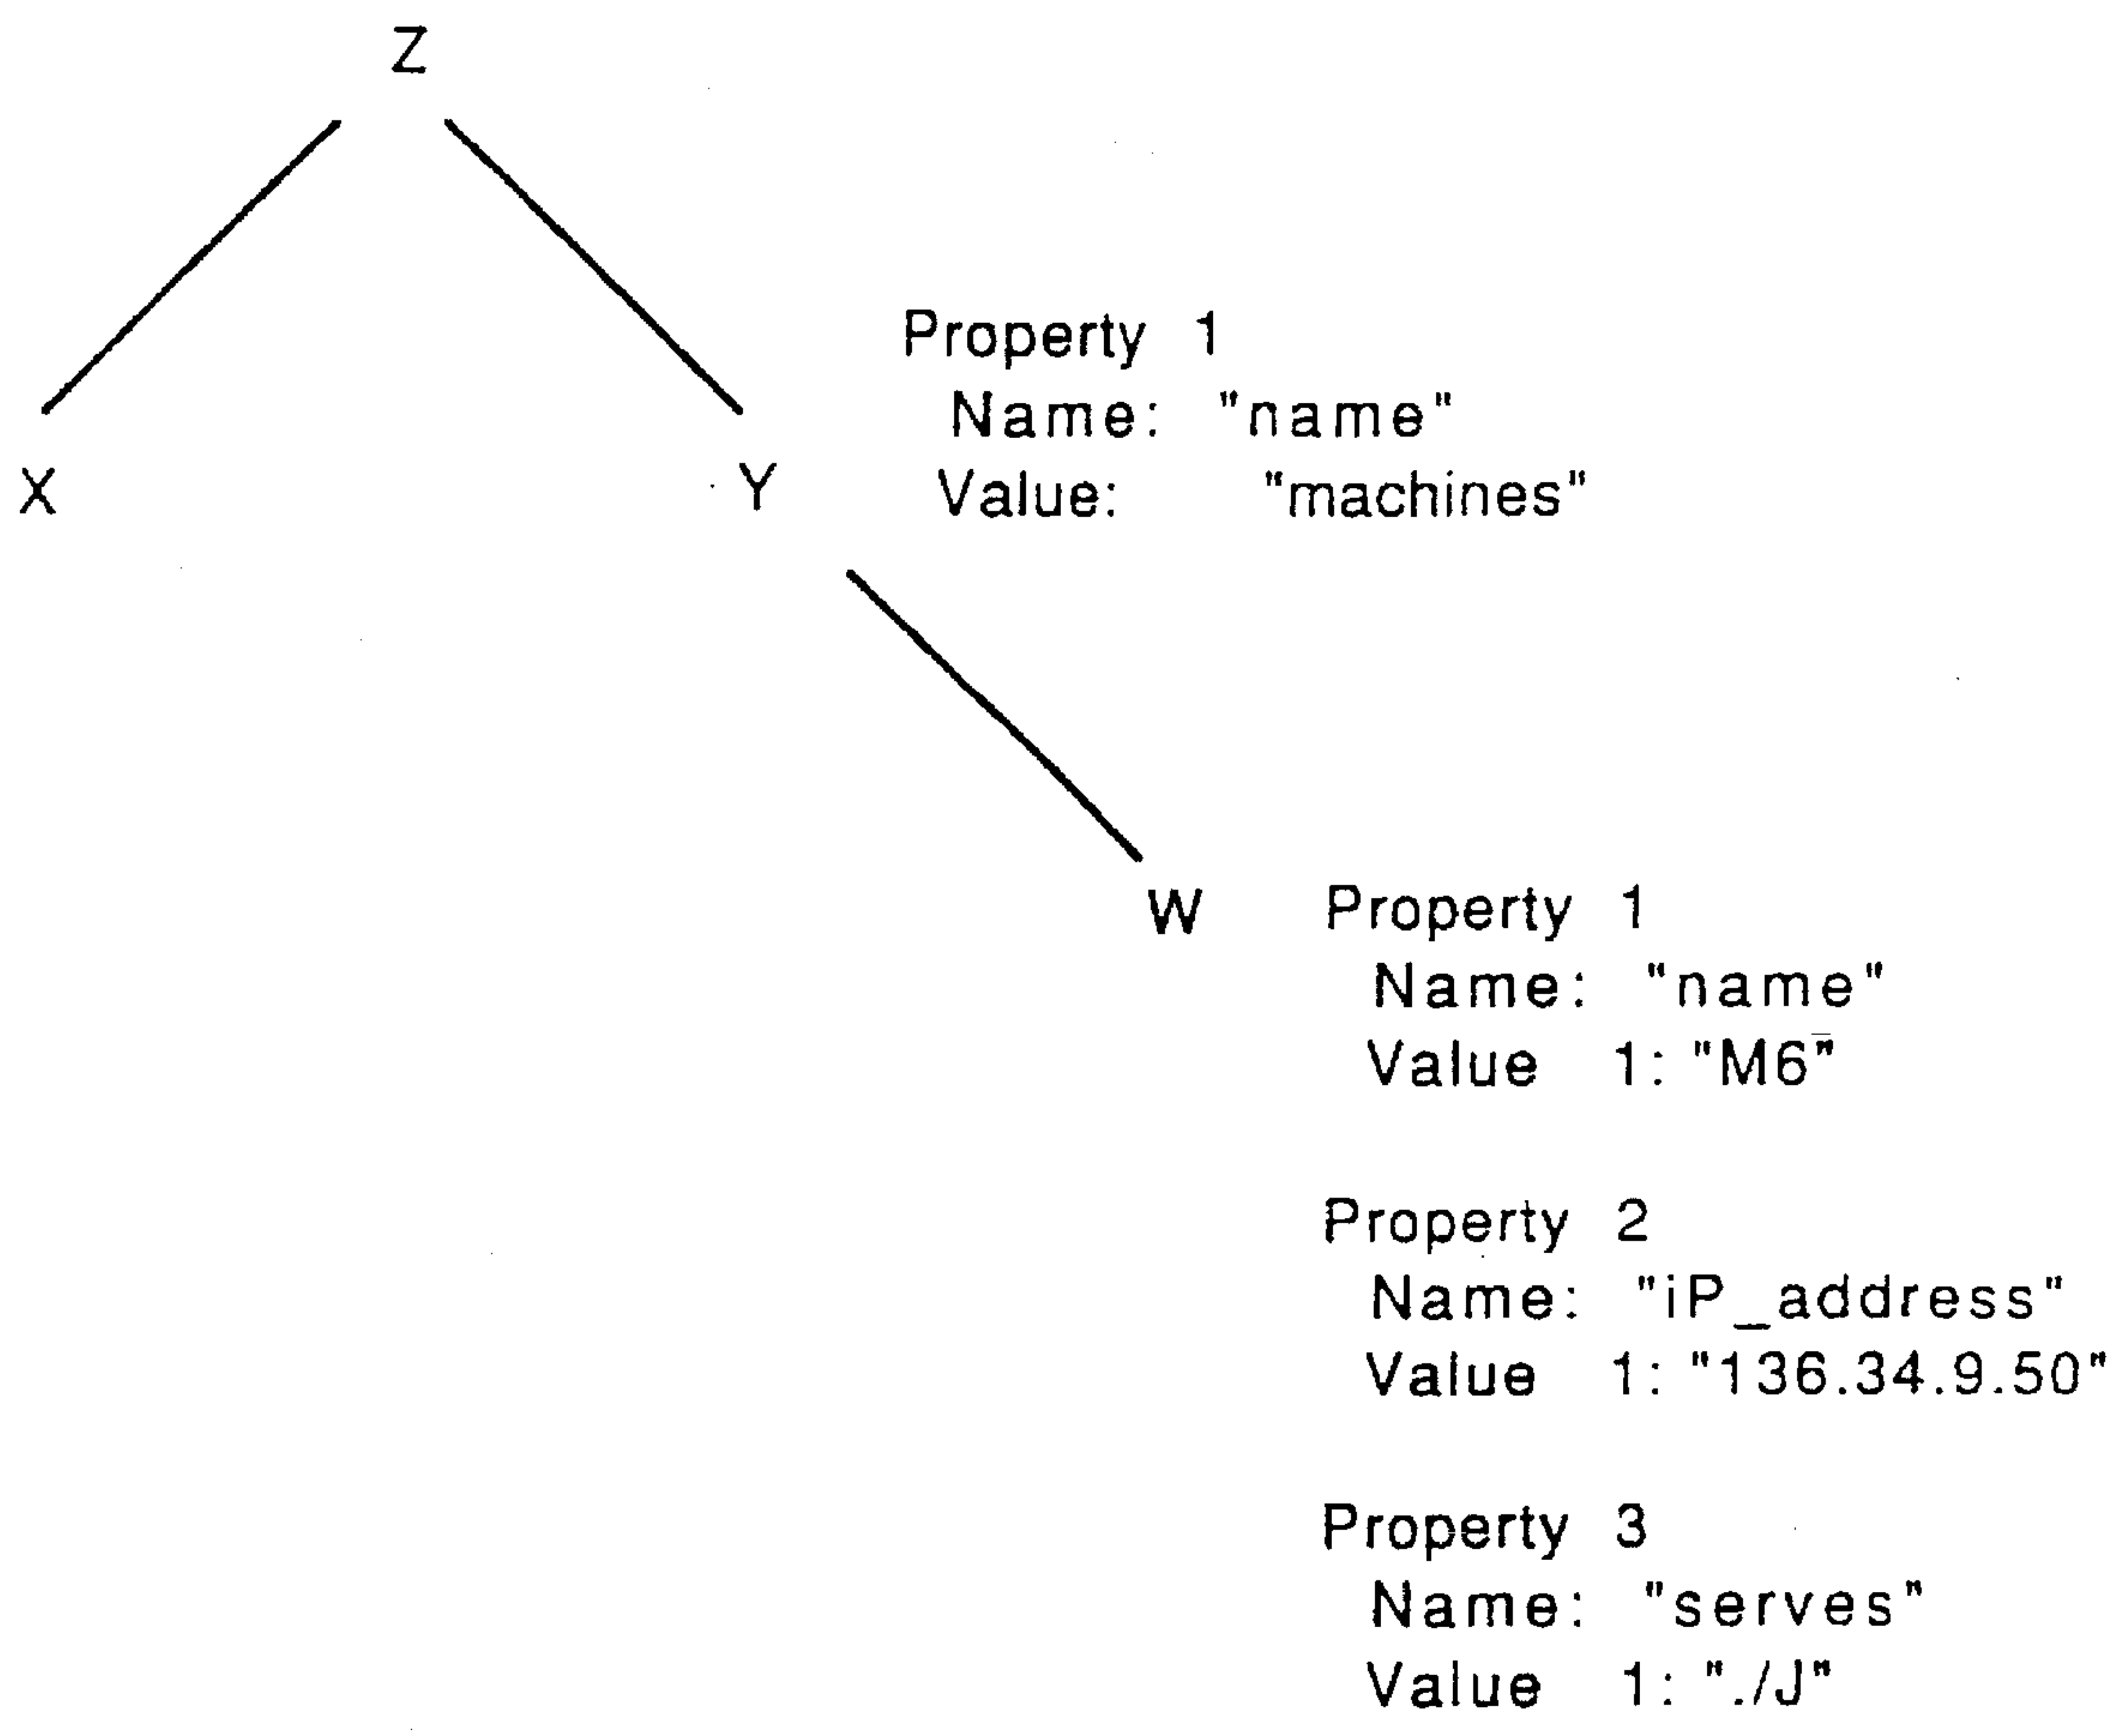 Z
X
Y
Property 1
Name: "name"
Value: "machines"
W
Property 1
Name: "name"
Value 1: "M6"
Property 2
Name: "iP_address"
Value 1: "136.34.9.50"
Property 3
Name: "serves"
Value 1: "./J"